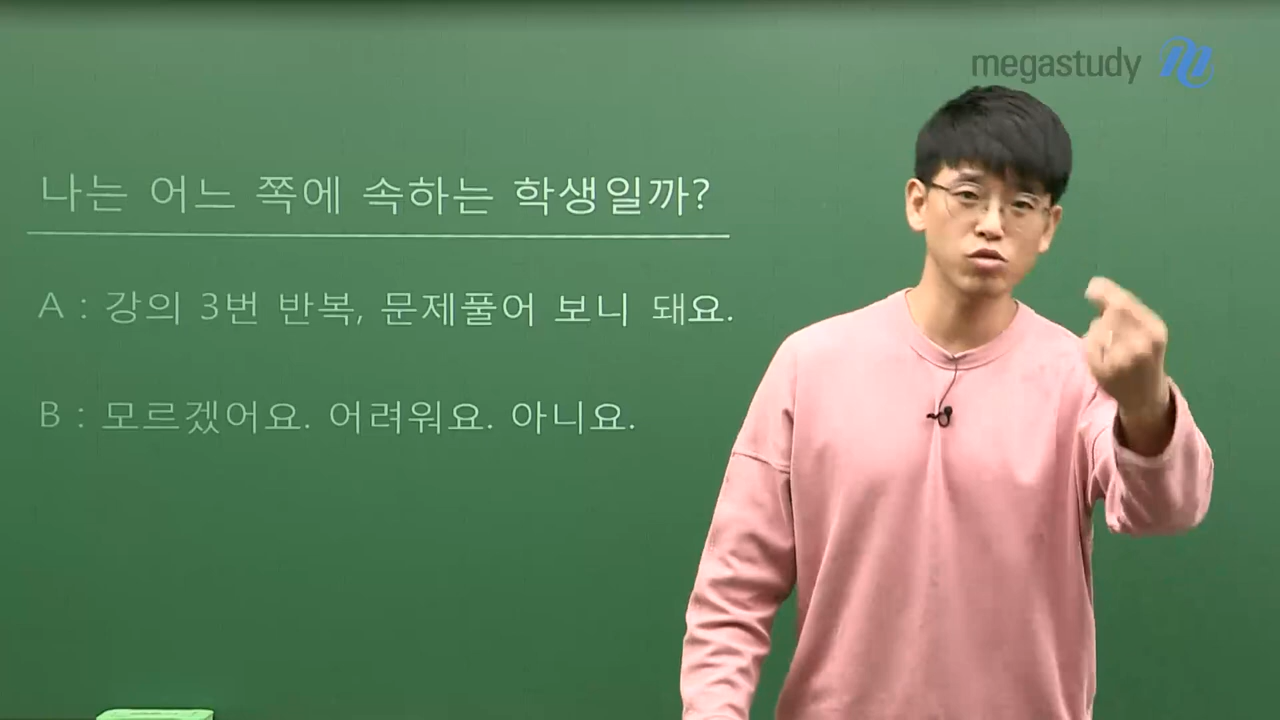 megastudy
나는 어느 쪽에 속하는 학생일까?
A : 강의 3번 반복, 문제풀어 보니 돼요.
B : 모르겠어요. 어려워요. 아니요.